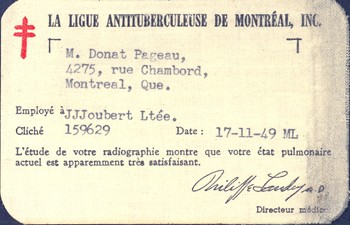 LA LIGUE ANTITUBERCULEUSE DE MONTRÉAL, INC.
M. Donat Pageau,
4275, rue Chambord,
Montreal, Que.
Employé à JJJoubert Ltée.
Cliché 159629 Date : 17-11-49 ML
L'étude de votre radiographie montre que votre état pulmonaire
actuel est apparemment très satisfaisant.
Directeur médical